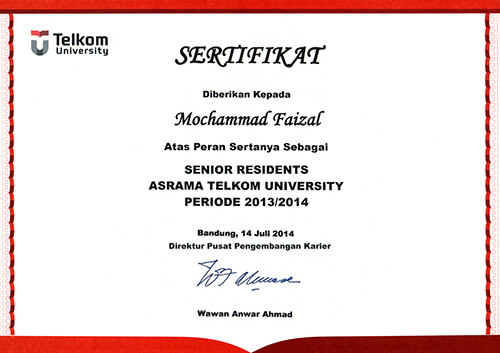 Telkom
University
SERTIFIKAT
Diberikan Kepada
Mochammad Faizal
Atas Peran Sertanya Sebagai
SENIOR RESIDENTS
ASRAMA TELKOM UNIVERSITY
PERIODE 2013/2014
Bandung, 14 Juli 2014
Direktur Pusat Pengembangan Karier
Wawan Anwar Ahmad